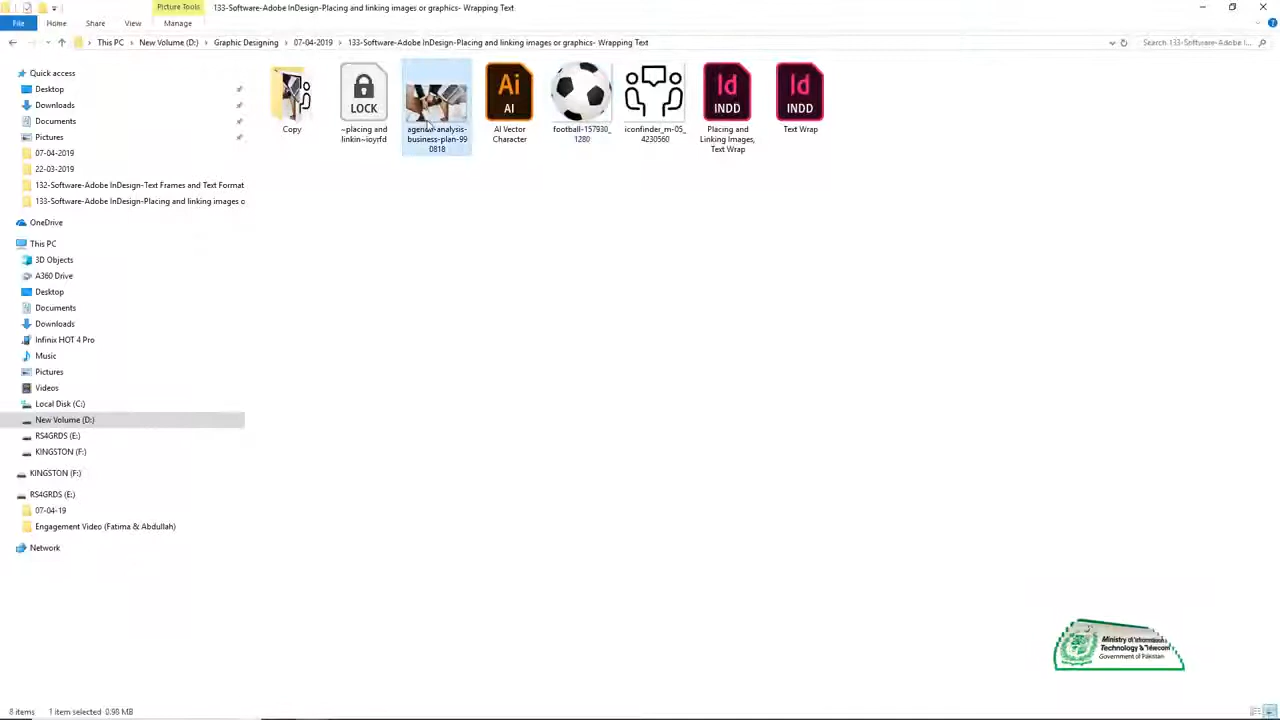 Picture Tools
133-Software-Adobe InDesign-Placing and linking images or graphics- Wrapping Text
File
Home
Share
View
Manage
This PC
New Volume (D:)
Graphic Designing
07-04-2019
133-Software-Adobe InDesign-Placing and linking images or graphics- Wrapping Text
Search 133-Software-Adobe I...
Quick access
Desktop
Downloads
Documents
Pictures
07-04-2019
22-03-2019
132-Software-Adobe InDesign-Text Frames and Text Format
133-Software-Adobe InDesign-Placing and linking images o
OneDrive
This PC
3D Objects
A360 Drive
Desktop
Documents
Downloads
Infinix HOT 4 Pro
Music
Pictures
Videos
Local Disk (C:)
New Volume (D:)
RS4GRDS (E:)
KINGSTON (F:)
KINGSTON (F:)
RS4GRDS (E:)
07-04-19
Engagement Video (Fatima & Abdullah)
Network
Copy
LOCK
~placing and
linkin~ioyrfd
agenda-analysis-
business-plan-99
0818
Ai
AI
AI Vector
Character
football-157930_
1280
iconfinder_m-05_
4230560
Id
INDD
Placing and
Linking Images,
Text Wrap
Id
INDD
Text Wrap
Ministry of Information
Technology & Telecom
Government of Pakistan
8 items
1 item selected 0.98 MB